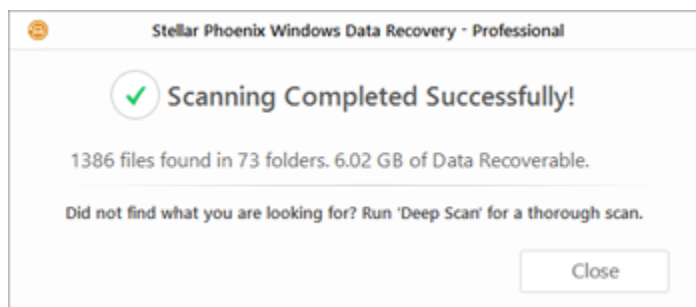 Stellar Phoenix Windows Data Recovery - Professional
Scanning Completed Successfully!
1386 files found in 73 folders. 6.02 GB of Data Recoverable.
Did not find what you are looking for? Run 'Deep Scan' for a thorough scan.
Close